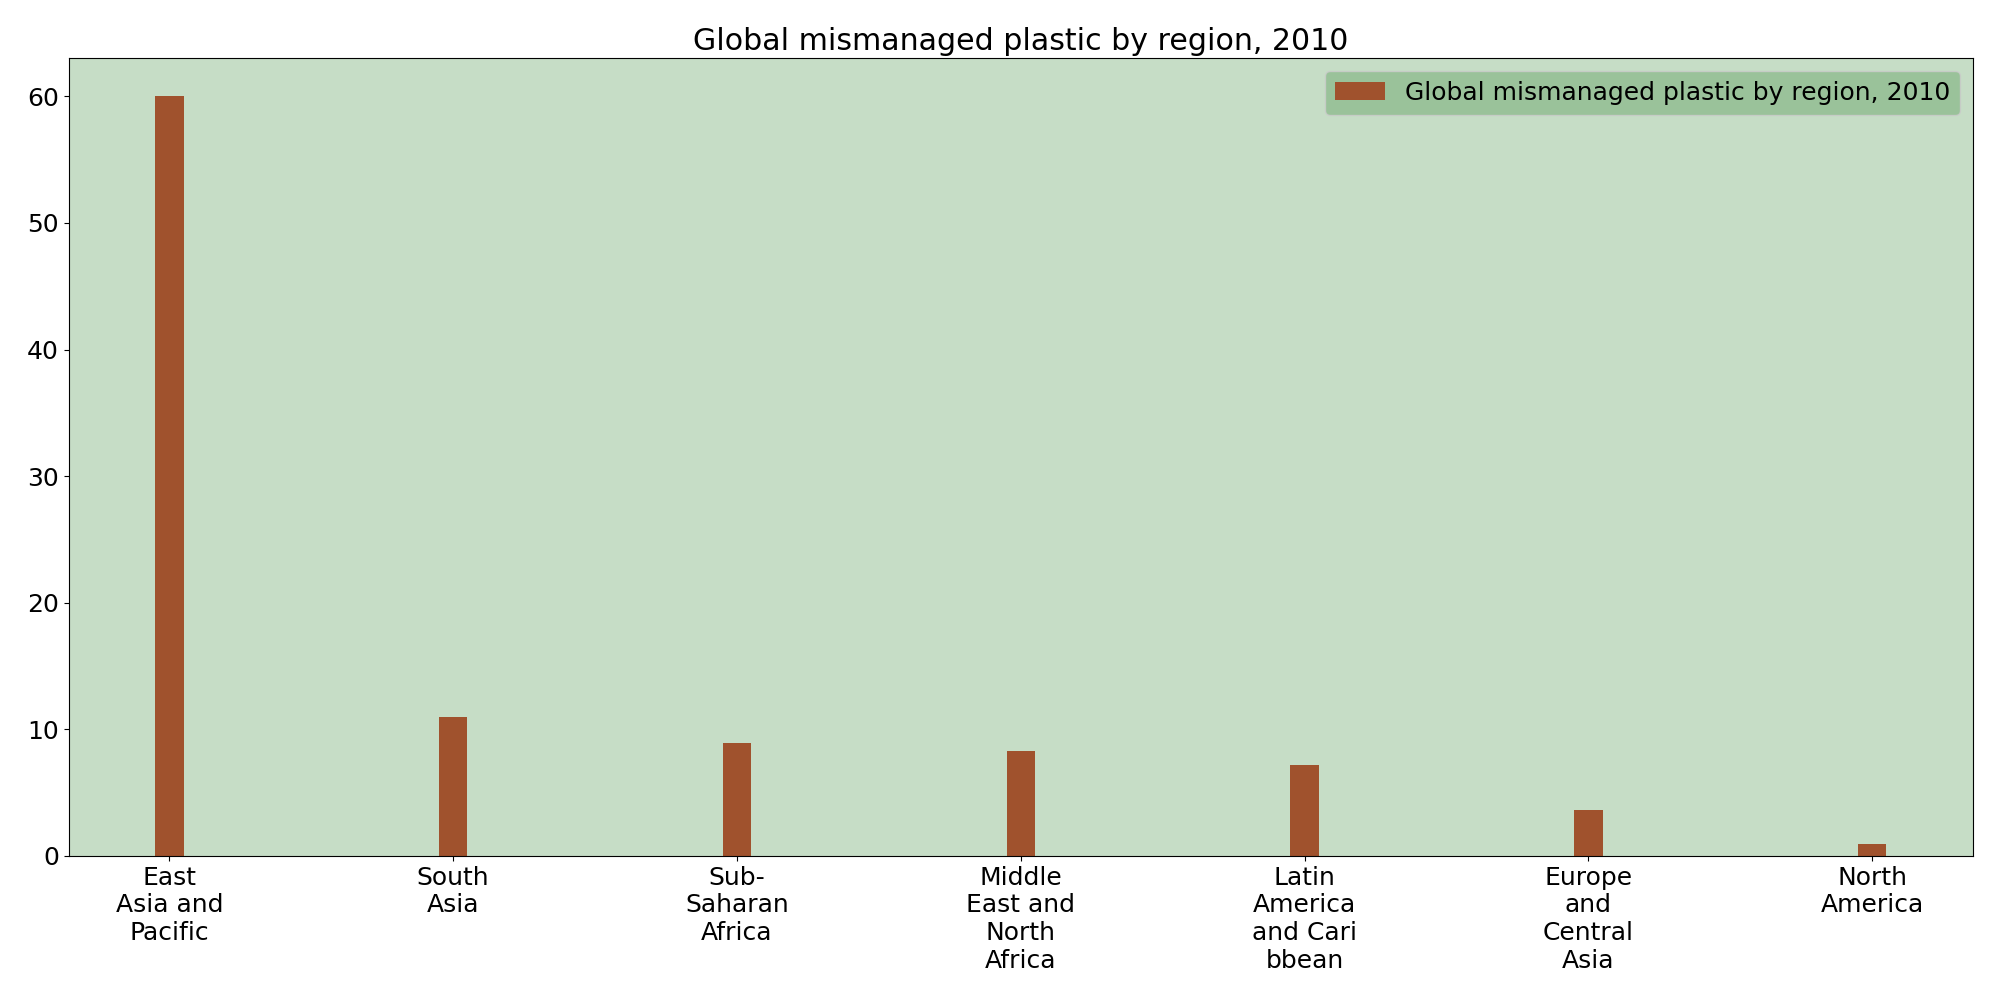 Global mismanaged plastic by region, 2010
Global mismanaged plastic by region, 2010
60
50
40
30
20
10
0
East
Asia and
Pacific
South
Asia
Sub-
Saharan
Africa
Middle
East and
North
Africa
Latin
America
and Cari
bbean
Europe
and
Central
Asia
North
America